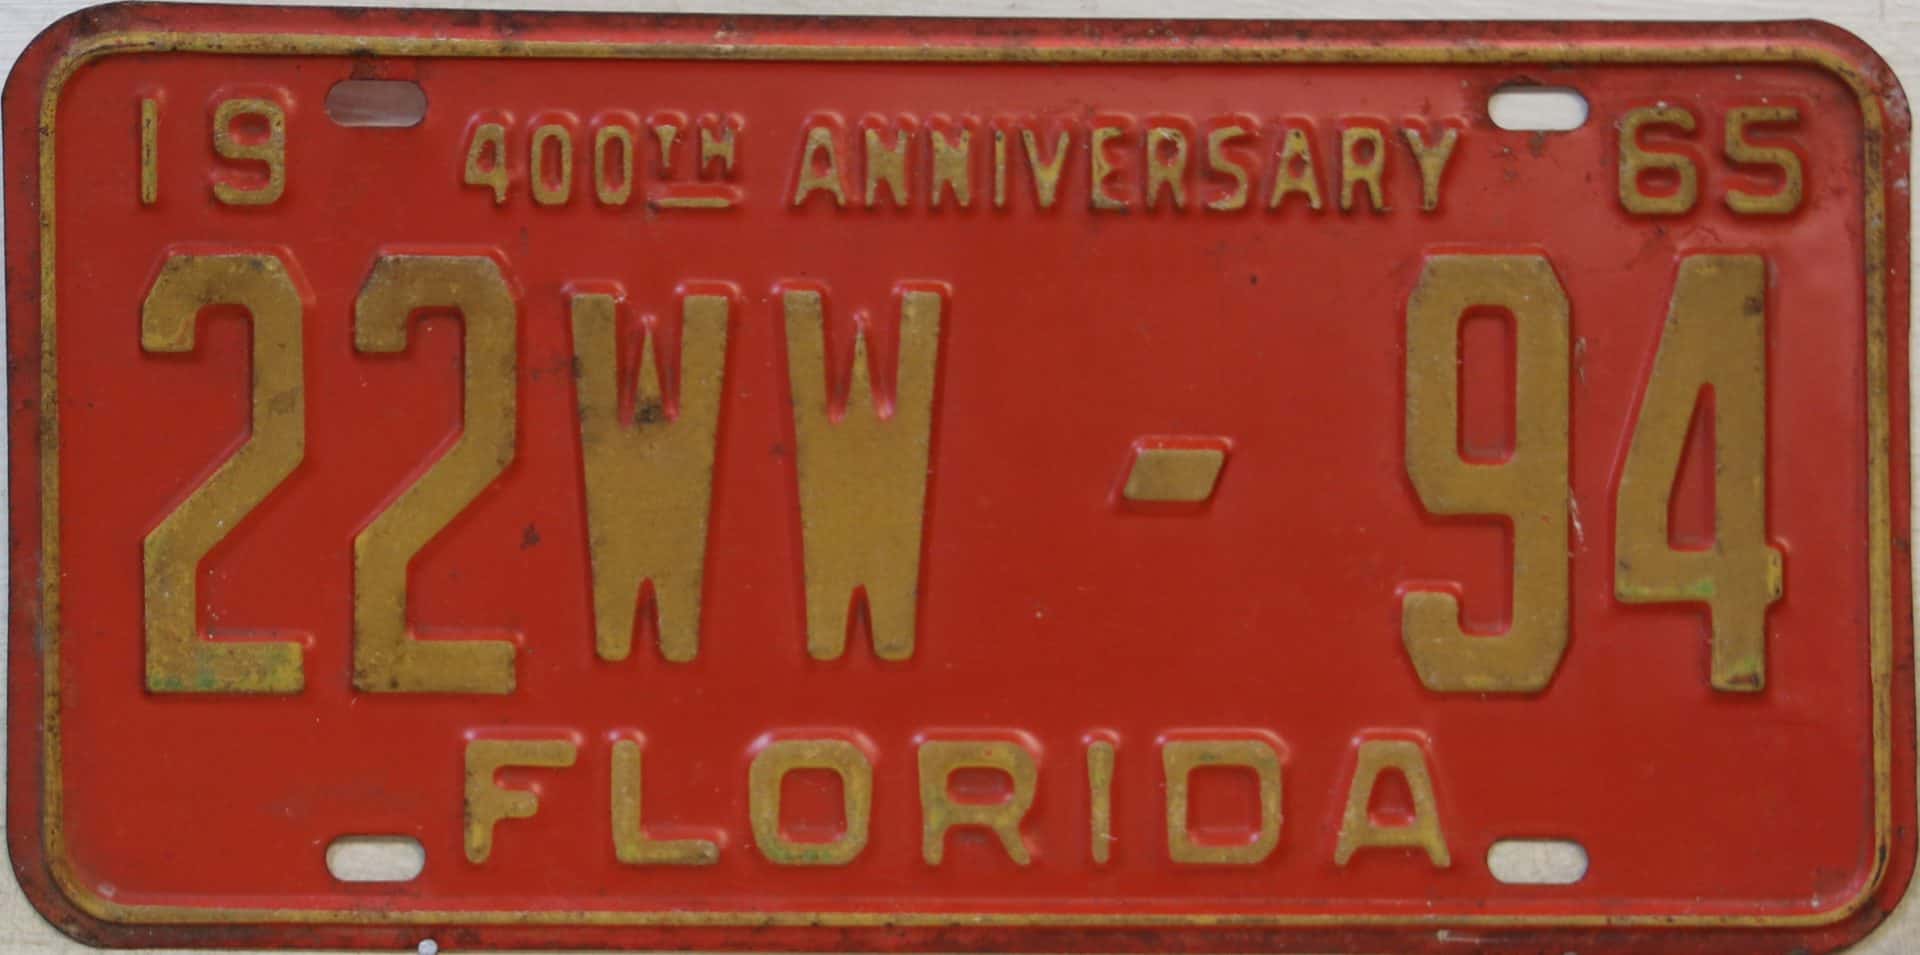 19 400TH ANNIVERSARY 65
22WW - 94
FLORIDA